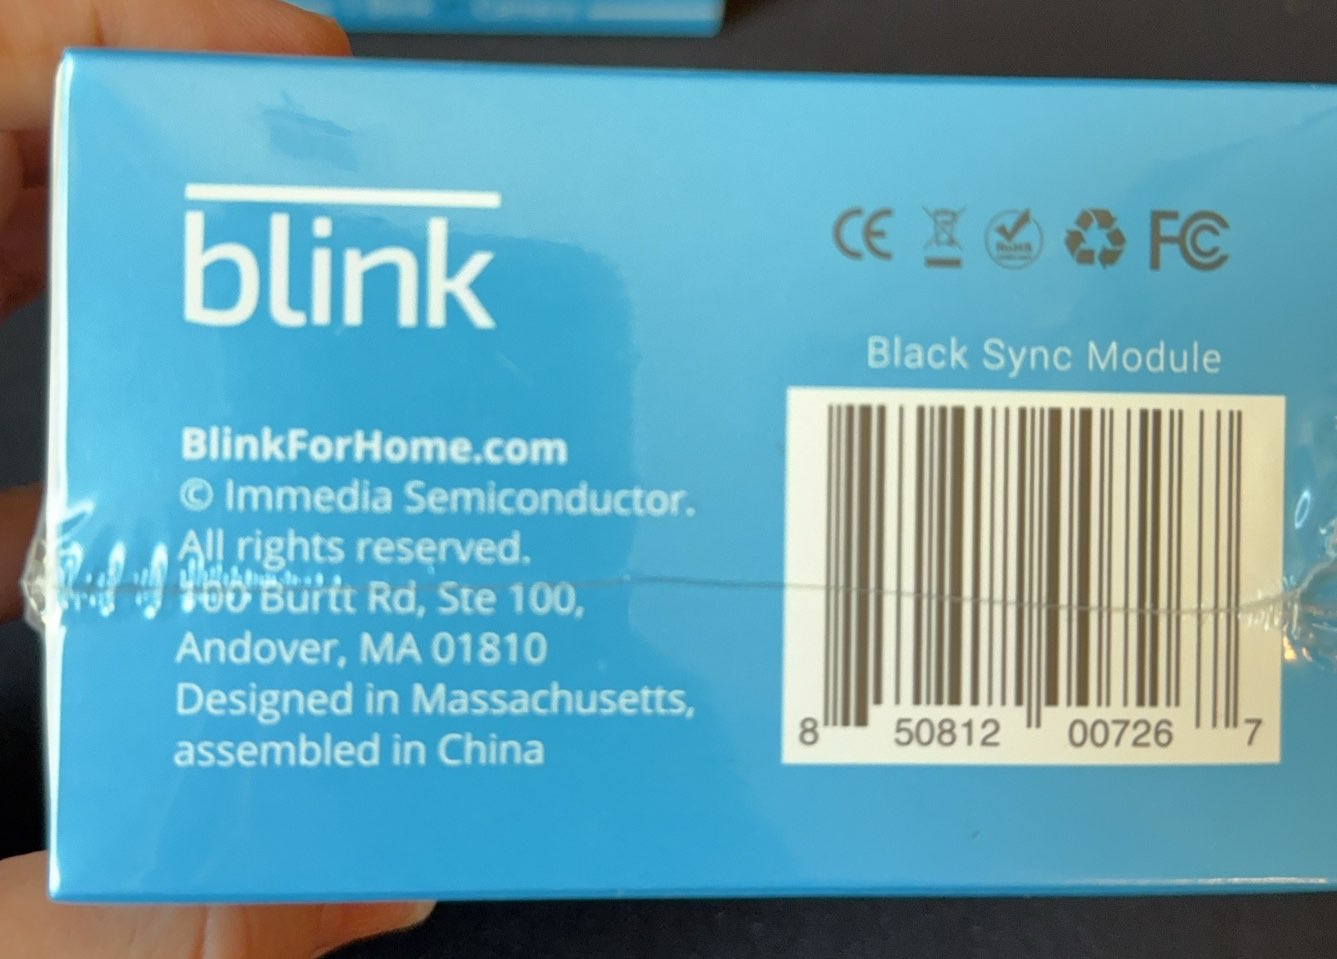 blink
CE RoHS FC
Black Sync Module
BlinkForHome.com
© Immedia Semiconductor.
All rights reserved.
100 Burtt Rd, Ste 100,
Andover, MA 01810
Designed in Massachusetts,
assembled in China
8 50812 00726 7